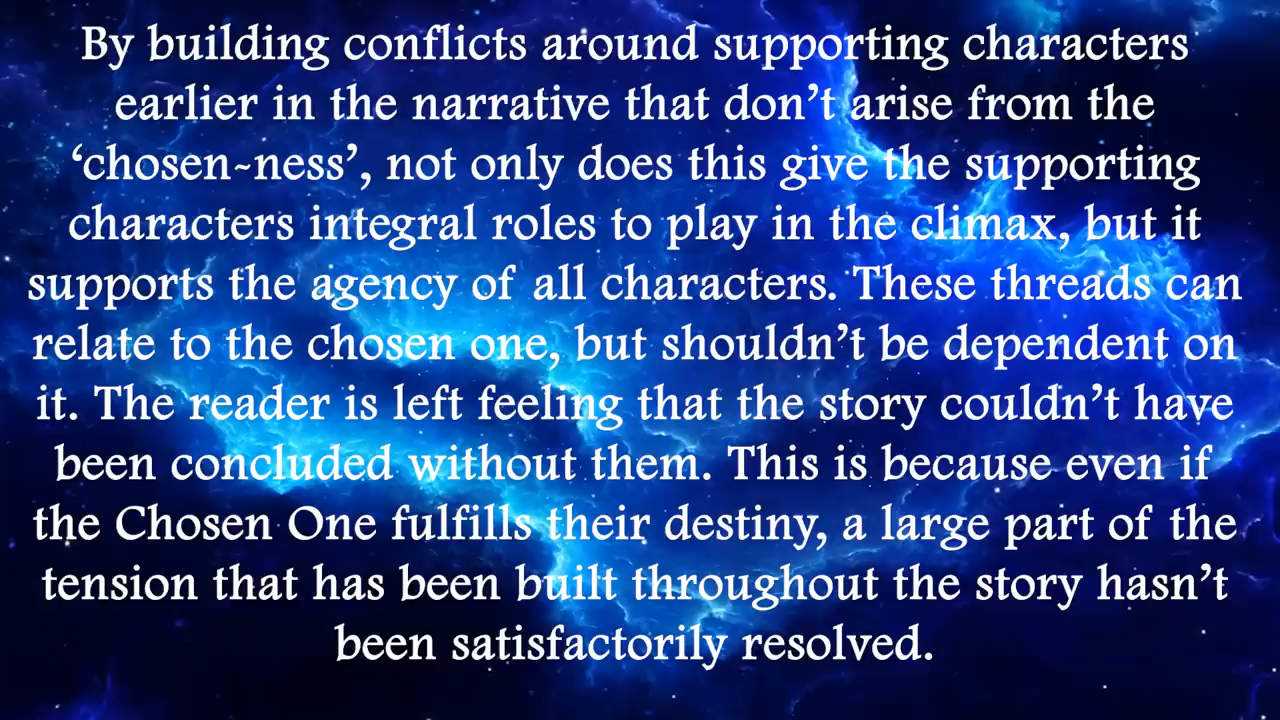 By building conflicts around supporting characters
earlier in the narrative that don’t arise from the
‘chosen-ness’, not only does this give the supporting
characters integral roles to play in the climax, but it
supports the agency of all characters. These threads can
relate to the chosen one, but shouldn’t be dependent on
it. The reader is left feeling that the story couldn’t have
been concluded without them. This is because even if
the Chosen One fulfills their destiny, a large part of the
tension that has been built throughout the story hasn’t
been satisfactorily resolved.